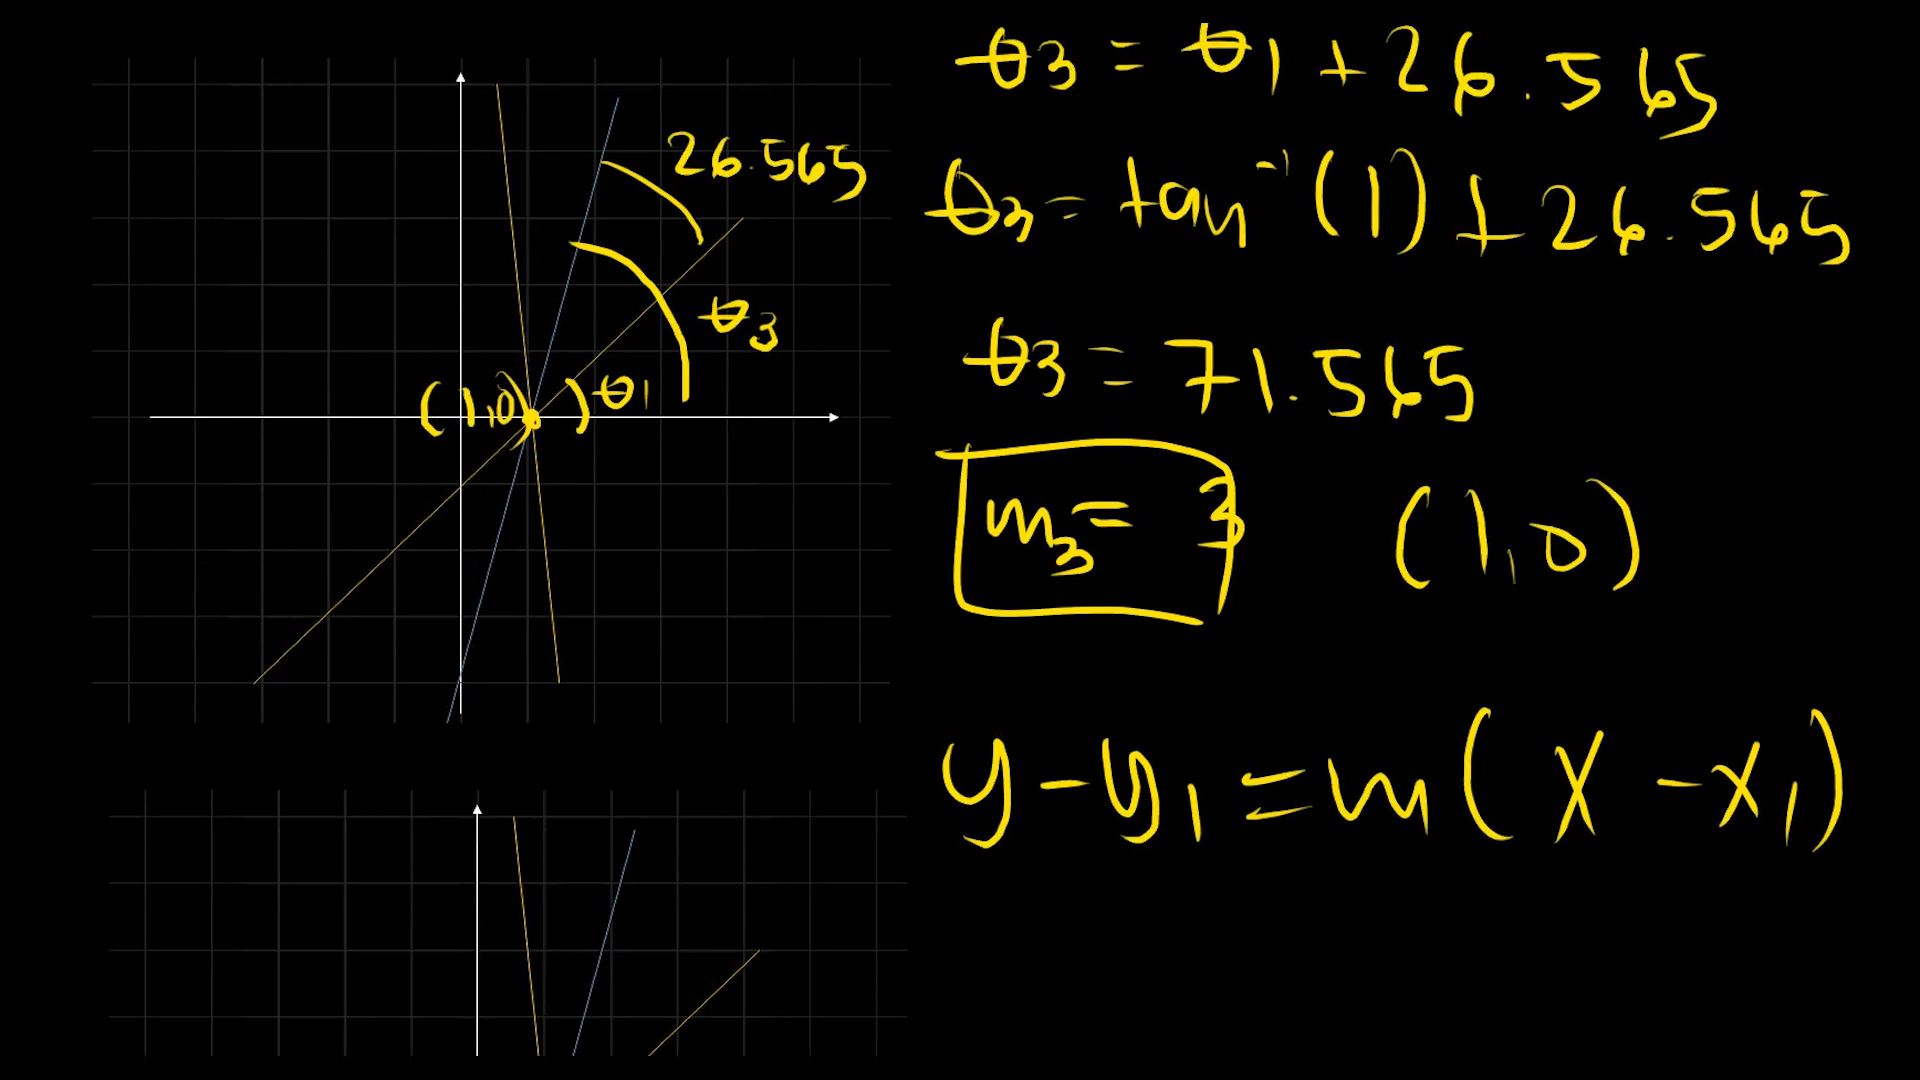 θ3 = θ1 + 26.565
θ3 = tan⁻¹(1) + 26.565
θ3 = 71.565
m3 = 3 (1,0)
y - y1 = m(x - x1)
26.565
θ3
(1,0) θ1